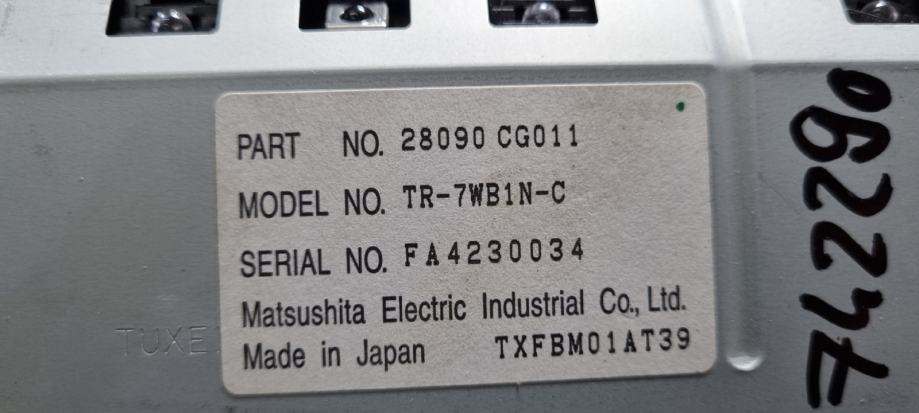 PART NO. 28090 CG011
MODEL NO. TR-7WB1N-C
SERIAL NO. FA4230034
Matsushita Electric Industrial Co., Ltd.
Made in Japan TXFBM01AT39
TUXE
742290